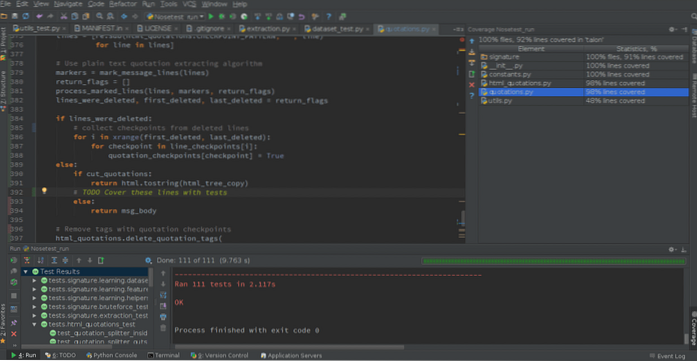 File Edit View Navigate Code Refactor Run Tools VCS Window Help
Nosetest_run
utils_test.py MANIFEST.in LICENSE .gitignore extraction.py dataset_test.py quotations.py
Coverage Nosetest_run
376 for line in lines]
377
378 # Use plain text quotation extracting algorithm
379 markers = mark_message_lines(lines)
380 return_flags = []
381 process_marked_lines(lines, markers, return_flags)
382 lines_were_deleted, first_deleted, last_deleted = return_flags
383
384 if lines_were_deleted:
385 # collect checkpoints from deleted lines
386 for i in xrange(first_deleted, last_deleted):
387 for checkpoint in line_checkpoints[i]:
388 quotation_checkpoints[checkpoint] = True
389 else:
390 if cut_quotations:
391 return html.tostring(html_tree_copy)
392 # TODO Cover these lines with tests
393 else:
394 return msg_body
395
396 # Remove tags with quotation checkpoints
397 html_quotations.delete_quotation_tags(
100% files, 92% lines covered in 'talon'
Element Statistics, %
signature 100% files, 91% lines covered
__init__.py 100% lines covered
constants.py 100% lines covered
html_quotations.py 98% lines covered
quotations.py 98% lines covered
utils.py 48% lines covered
1: Project
2: Structure
Database
Remote Host
Run Nosetest_run
Done: 111 of 111 (9.763 s)
Test Results
tests.signature.learning.dataset
tests.signature.learning.feature
tests.signature.learning.helpers
tests.signature.bruteforce_test
tests.signature.extraction_test
tests.html_quotations_test
test_quotation_splitter_insid
test_quotation_splitter_outs
Ran 111 tests in 2.117s
OK
Process finished with exit code 0
2: Favorites
Coverage
4: Run 6: TODO Python Console Terminal 9: Version Control Application Servers Event Log